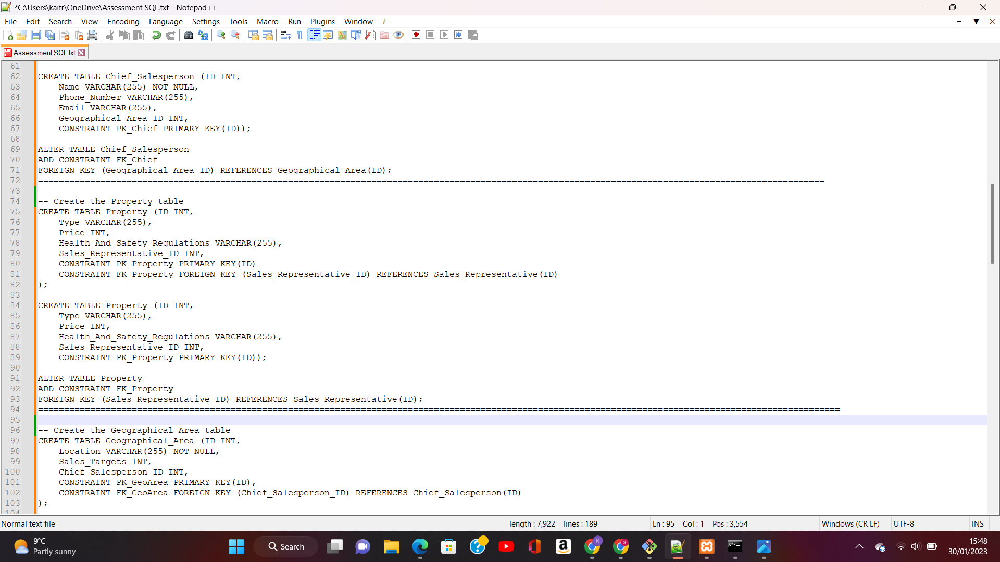 *C:\Users\kaifr\OneDrive\Assessment SQL.txt - Notepad++
File Edit Search View Encoding Language Settings Tools Macro Run Plugins Window ?
Assessment SQL.txt
61
62 CREATE TABLE Chief_Salesperson (ID INT,
63 Name VARCHAR(255) NOT NULL,
64 Phone_Number VARCHAR(255),
65 Email VARCHAR(255),
66 Geographical_Area_ID INT,
67 CONSTRAINT PK_Chief PRIMARY KEY(ID));
68
69 ALTER TABLE Chief_Salesperson
70 ADD CONSTRAINT FK_Chief
71 FOREIGN KEY (Geographical_Area_ID) REFERENCES Geographical_Area(ID);
72 =======================================================================================================================================================
73
74 -- Create the Property table
75 CREATE TABLE Property (ID INT,
76 Type VARCHAR(255),
77 Price INT,
78 Health_And_Safety_Regulations VARCHAR(255),
79 Sales_Representative_ID INT,
80 CONSTRAINT PK_Property PRIMARY KEY(ID)
81 CONSTRAINT FK_Property FOREIGN KEY (Sales_Representative_ID) REFERENCES Sales_Representative(ID)
82 );
83
84 CREATE TABLE Property (ID INT,
85 Type VARCHAR(255),
86 Price INT,
87 Health_And_Safety_Regulations VARCHAR(255),
88 Sales_Representative_ID INT,
89 CONSTRAINT PK_Property PRIMARY KEY(ID));
90
91 ALTER TABLE Property
92 ADD CONSTRAINT FK_Property
93 FOREIGN KEY (Sales_Representative_ID) REFERENCES Sales_Representative(ID);
94 ==========================================================================================================================================================
95
96 -- Create the Geographical Area table
97 CREATE TABLE Geographical_Area (ID INT,
98 Location VARCHAR(255) NOT NULL,
99 Sales_Targets INT,
100 Chief_Salesperson_ID INT,
101 CONSTRAINT PK_GeoArea PRIMARY KEY(ID),
102 CONSTRAINT FK_GeoArea FOREIGN KEY (Chief_Salesperson_ID) REFERENCES Chief_Salesperson(ID)
103 );
104
Normal text file length : 7,922 lines : 189 Ln : 95 Col : 1 Pos : 3,554 Windows (CR LF) UTF-8 INS
9°C
Partly sunny
Search
15:48
30/01/2023